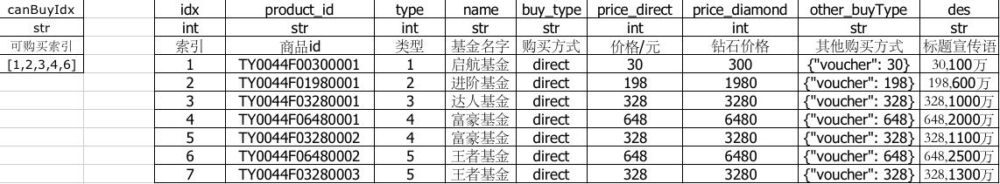 canBuyIdx idx product_id type name buy_type price_direct price_diamond other_buyType des
str int str int str str int int str str
可购买索引 索引 商品id 类型 基金名字 购买方式 价格/元 钻石价格 其他购买方式 标题宣传语
[1,2,3,4,6] 1 TY0044F00300001 1 启航基金 direct 30 300 {"voucher": 30} 30,100万
2 TY0044F01980001 2 进阶基金 direct 198 1980 {"voucher": 198} 198,600万
3 TY0044F03280001 3 达人基金 direct 328 3280 {"voucher": 328} 328,1000万
4 TY0044F06480001 4 富豪基金 direct 648 6480 {"voucher": 648} 648,2000万
5 TY0044F03280002 4 富豪基金 direct 328 3280 {"voucher": 328} 328,1100万
6 TY0044F06480002 5 王者基金 direct 648 6480 {"voucher": 648} 648,2500万
7 TY0044F03280003 5 王者基金 direct 328 3280 {"voucher": 328} 328,1300万